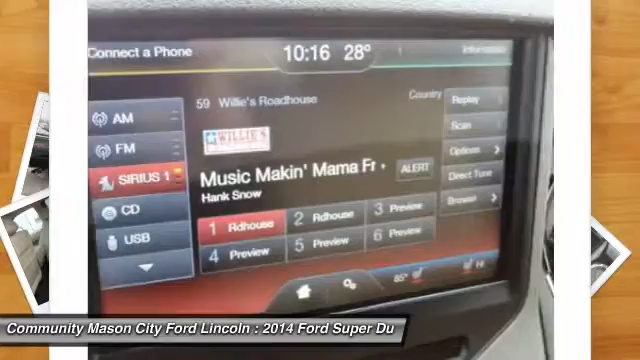 Connect a Phone 10:16 28° Information
AM
FM
SIRIUS 1
CD
USB
59 Willie's Roadhouse Country
WILLIE'S
Music Makin' Mama Fr ALERT
Hank Snow
1 Rdhouse 2 Rdhouse 3 Preview
4 Preview 5 Preview 6 Preview
Replay
Scan
Options
Direct Tune
Browse
85° HI
Community Mason City Ford Lincoln : 2014 Ford Super Du